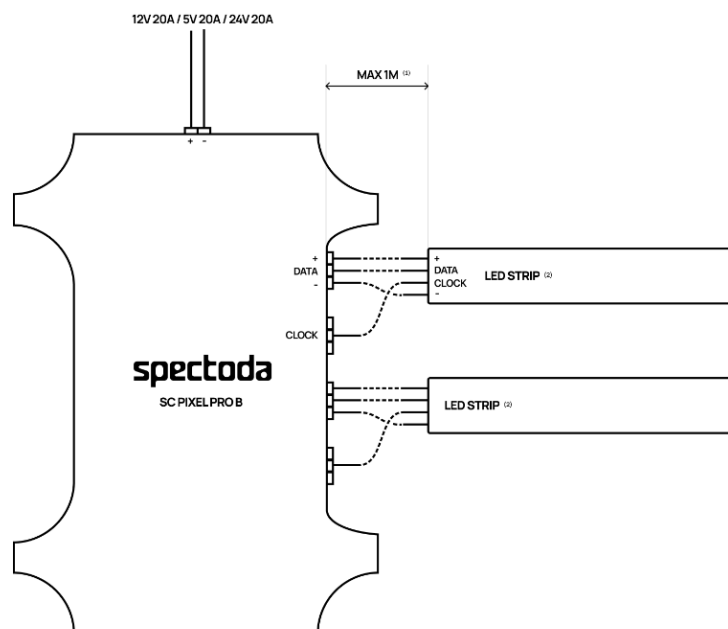 12V 20A / 5V 20A / 24V 20A
+ -
MAX 1M (2)
+
DATA
-
CLOCK
+
DATA
CLOCK
-
LED STRIP (2)
spectoda
SC PIXEL PRO B
LED STRIP (2)